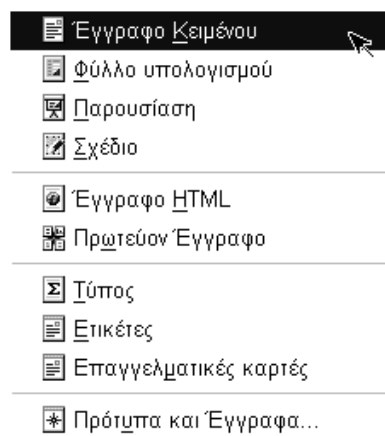 Έγγραφο Κειμένου
Φύλλο υπολογισμού
Παρουσίαση
Σχέδιο
Έγγραφο HTML
Πρωτεύον Έγγραφο
Τύπος
Ετικέτες
Επαγγελματικές καρτές
Πρότυπα και Έγγραφα...